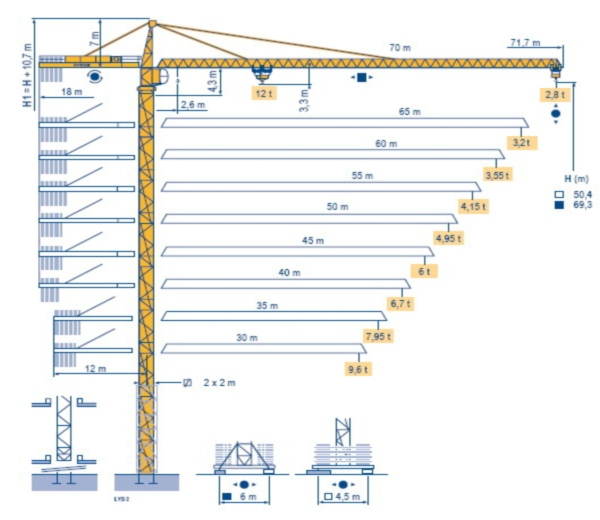 7 m
H1 = H + 10,7 m
70 m
71,7 m
18 m
4,3 m
2,6 m
12 t
3,3 m
2,8 t
65 m
3,2 t
60 m
3,55 t
H (m)
50,4
69,3
55 m
4,15 t
50 m
4,95 t
45 m
6 t
40 m
6,7 t
35 m
7,95 t
30 m
9,6 t
12 m
2 x 2 m
LYD2
6 m
4,5 m